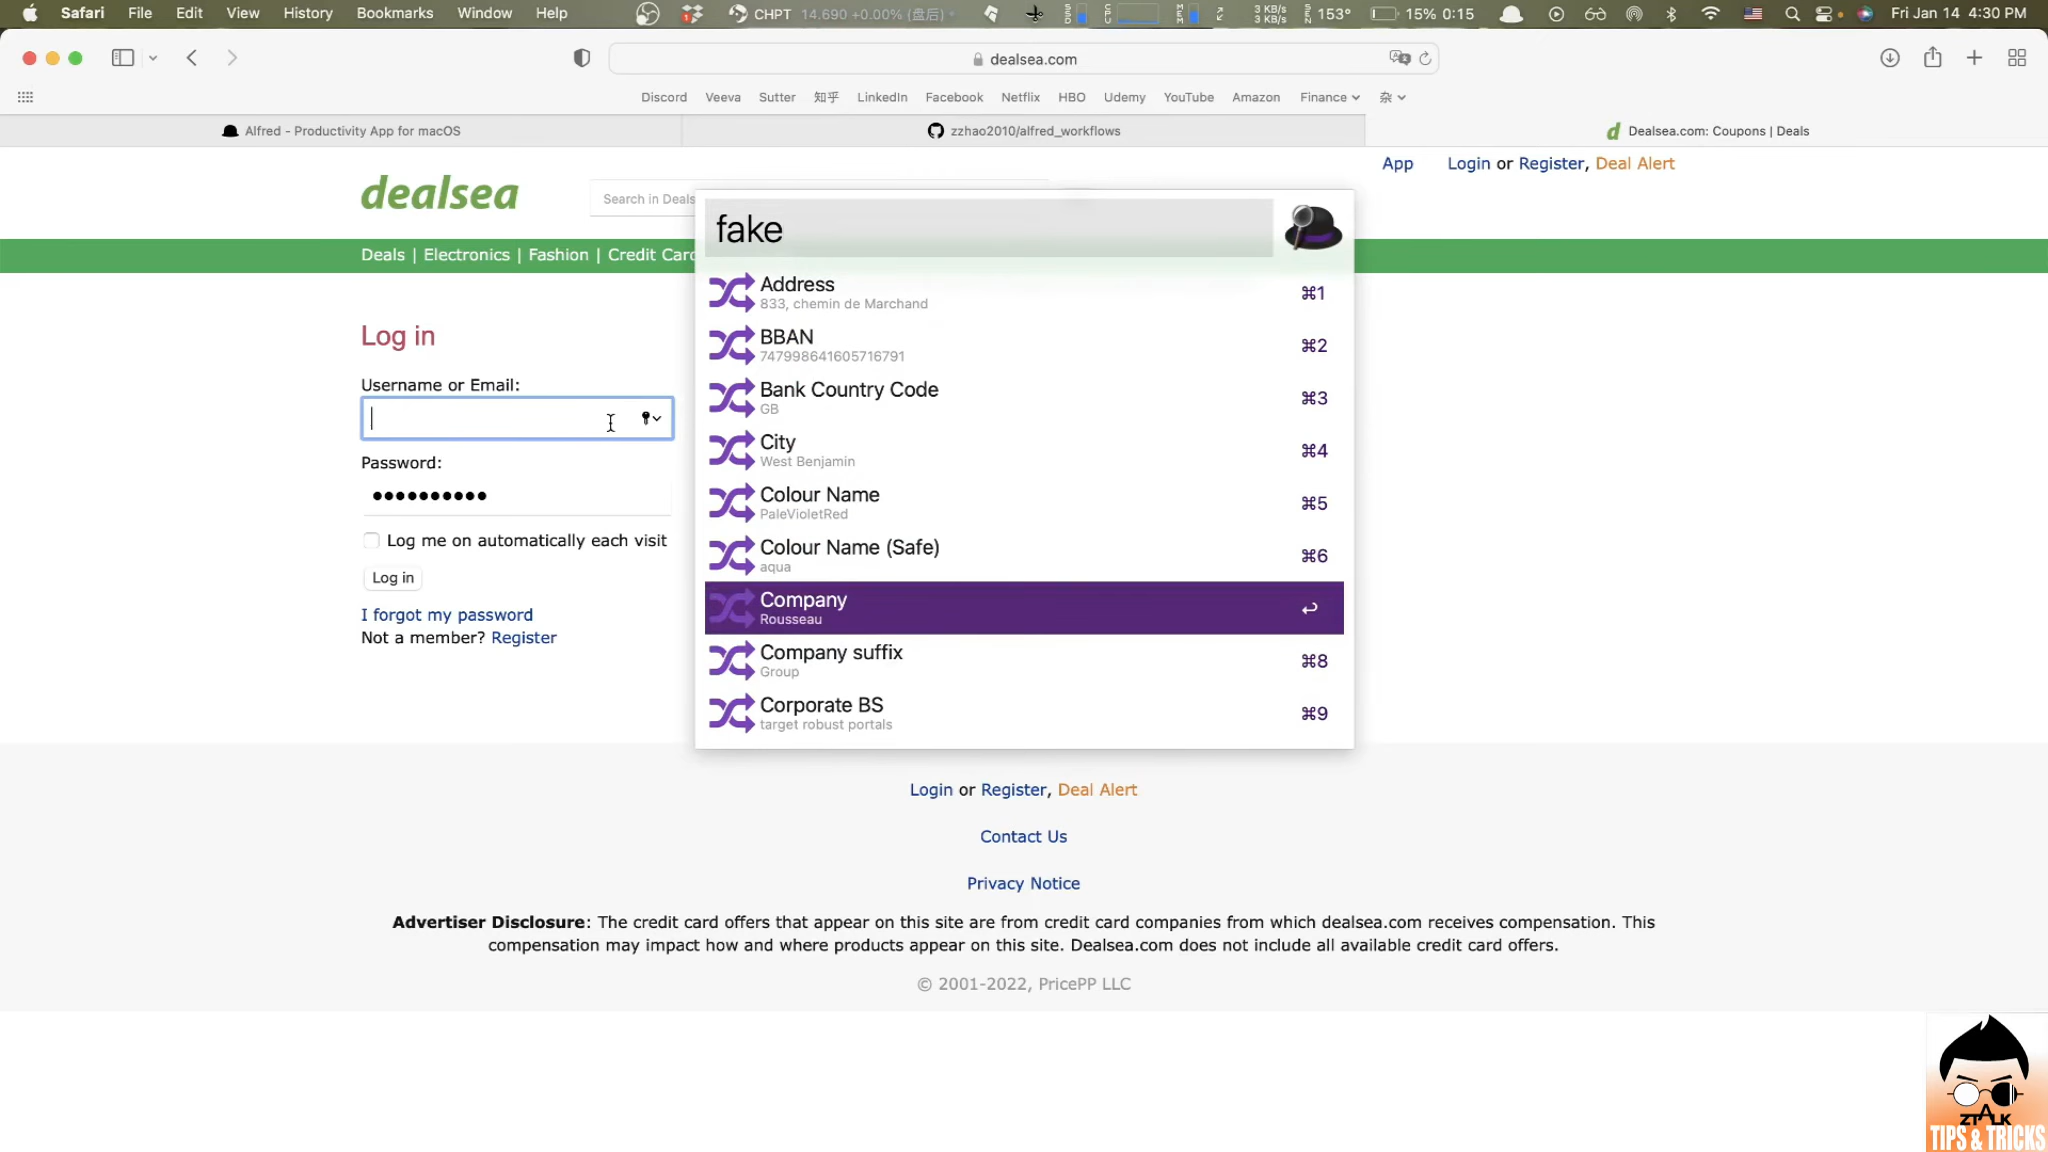 Safari File Edit View History Bookmarks Window Help CHPT 14.690 +0.00% (盘后) 3 KB/s 3 KB/s 153° 15% 0:15 Fri Jan 14 4:30 PM
dealsea.com
Discord Veeva Sutter 知乎 LinkedIn Facebook Netflix HBO Udemy YouTube Amazon Finance 杂
Alfred - Productivity App for macOS zzhao2010/alfred_workflows Dealsea.com: Coupons | Deals
App Login or Register, Deal Alert
dealsea Search in Deals
Deals | Electronics | Fashion | Credit Card
Log in
Username or Email:
Password:
●●●●●●●●●●
Log me on automatically each visit
Log in
I forgot my password
Not a member? Register
fake
Address ⌘1
833, chemin de Marchand
BBAN ⌘2
747998641605716791
Bank Country Code ⌘3
GB
City ⌘4
West Benjamin
Colour Name ⌘5
PaleVioletRed
Colour Name (Safe) ⌘6
aqua
Company
Rousseau
Company suffix ⌘8
Group
Corporate BS ⌘9
target robust portals
Login or Register, Deal Alert
Contact Us
Privacy Notice
Advertiser Disclosure: The credit card offers that appear on this site are from credit card companies from which dealsea.com receives compensation. This
compensation may impact how and where products appear on this site. Dealsea.com does not include all available credit card offers.
© 2001-2022, PricePP LLC
ZTALK
TIPS & TRICKS